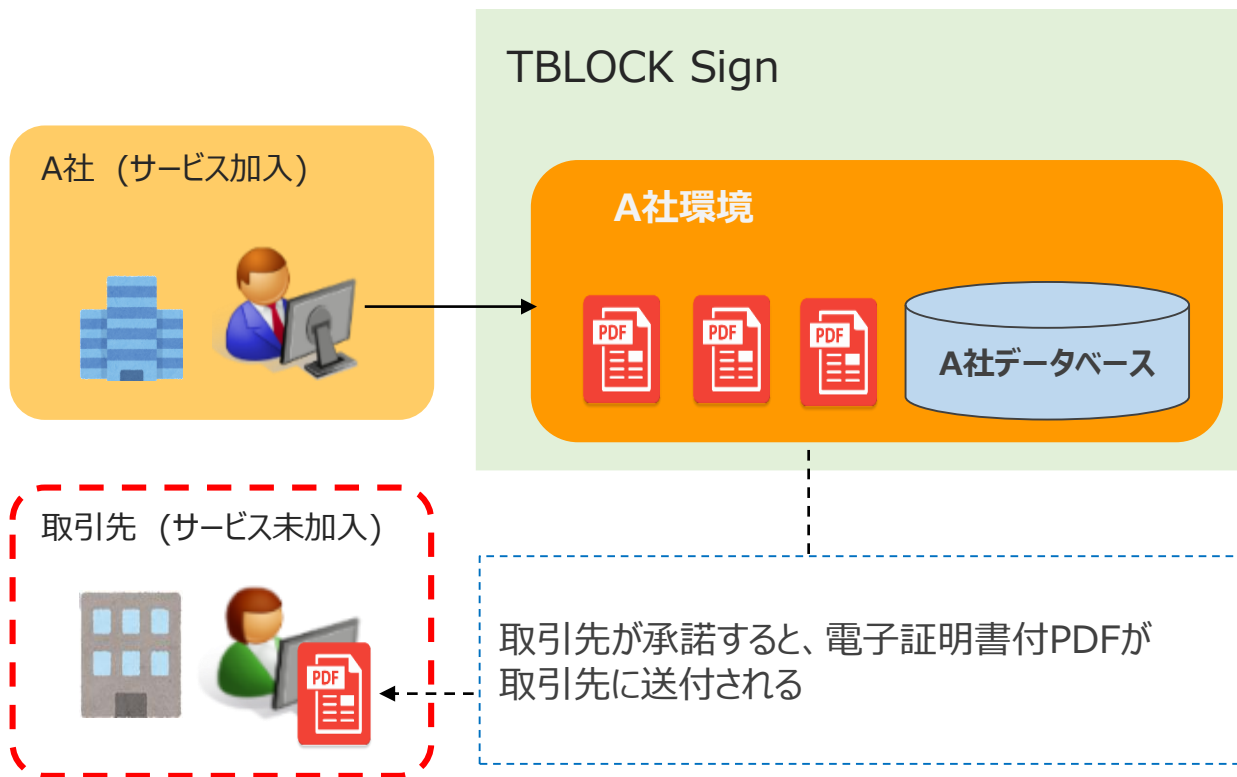 TBLOCK Sign
A社 (サービス加入)
A社環境
PDF
PDF
PDF
A社データベース
取引先 (サービス未加入)
PDF
取引先が承諾すると、電子証明書付PDFが
取引先に送付される